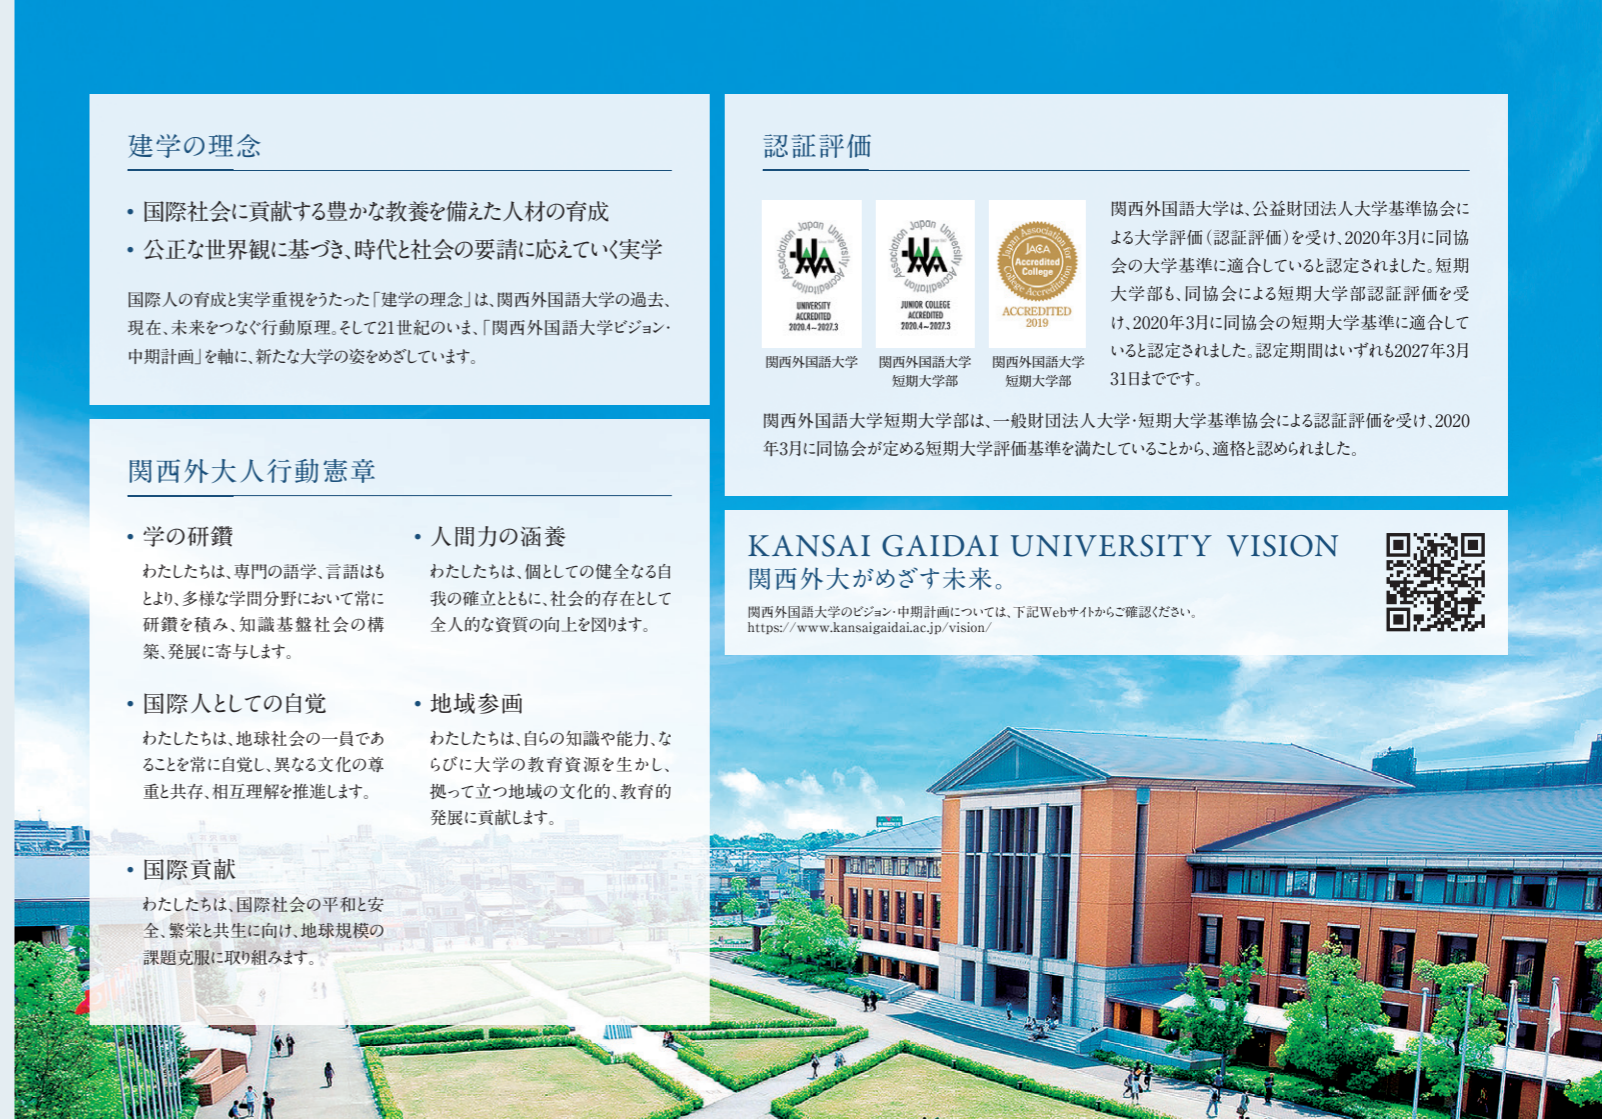 建学の理念
• 国際社会に貢献する豊かな教養を備えた人材の育成
• 公正な世界観に基づき、時代と社会の要請に応えていく実学
国際人の育成と実学重視をうたった「建学の理念」は、関西外国語大学の過去、
現在、未来をつなぐ行動原理。そして21世紀のいま、「関西外国語大学ビジョン・
中期計画」を軸に、新たな大学の姿をめざしています。
関西外大人行動憲章
• 学の研鑽
わたしたちは、専門の語学、言語はも
とより、多様な学問分野において常に
研鑽を積み、知識基盤社会の構
築、発展に寄与します。
• 人間力の涵養
わたしたちは、個としての健全なる自
我の確立とともに、社会的存在として
全人的な資質の向上を図ります。
• 国際人としての自覚
わたしたちは、地球社会の一員であ
ることを常に自覚し、異なる文化の尊
重と共存、相互理解を推進します。
• 地域参画
わたしたちは、自らの知識や能力、な
らびに大学の教育資源を生かし、
拠って立つ地域の文化的、教育的
発展に貢献します。
• 国際貢献
わたしたちは、国際社会の平和と安
全、繁栄と共生に向け、地球規模の
課題克服に取り組みます。
認証評価
Japan University Accreditation Association
JUAA
UNIVERSITY
ACCREDITED
2020.4~2027.3
関西外国語大学
Japan University Accreditation Association
JUAA
JUNIOR COLLEGE
ACCREDITED
2020.4~2027.3
関西外国語大学
短期大学部
Japan Association for College Accreditation
JACA
Accredited
College
ACCREDITED
2019
関西外国語大学
短期大学部
関西外国語大学は、公益財団法人大学基準協会に
よる大学評価（認証評価）を受け、2020年3月に同協
会の大学基準に適合していると認定されました。短期
大学部も、同協会による短期大学部認証評価を受
け、2020年3月に同協会の短期大学基準に適合して
いると認定されました。認定期間はいずれも2027年3月
31日までです。
関西外国語大学短期大学部は、一般財団法人大学・短期大学基準協会による認証評価を受け、2020
年3月に同協会が定める短期大学評価基準を満たしていることから、適格と認められました。
KANSAI GAIDAI UNIVERSITY VISION
関西外大がめざす未来。
関西外国語大学のビジョン・中期計画については、下記Webサイトからご確認ください。
https://www.kansaigaidai.ac.jp/vision/